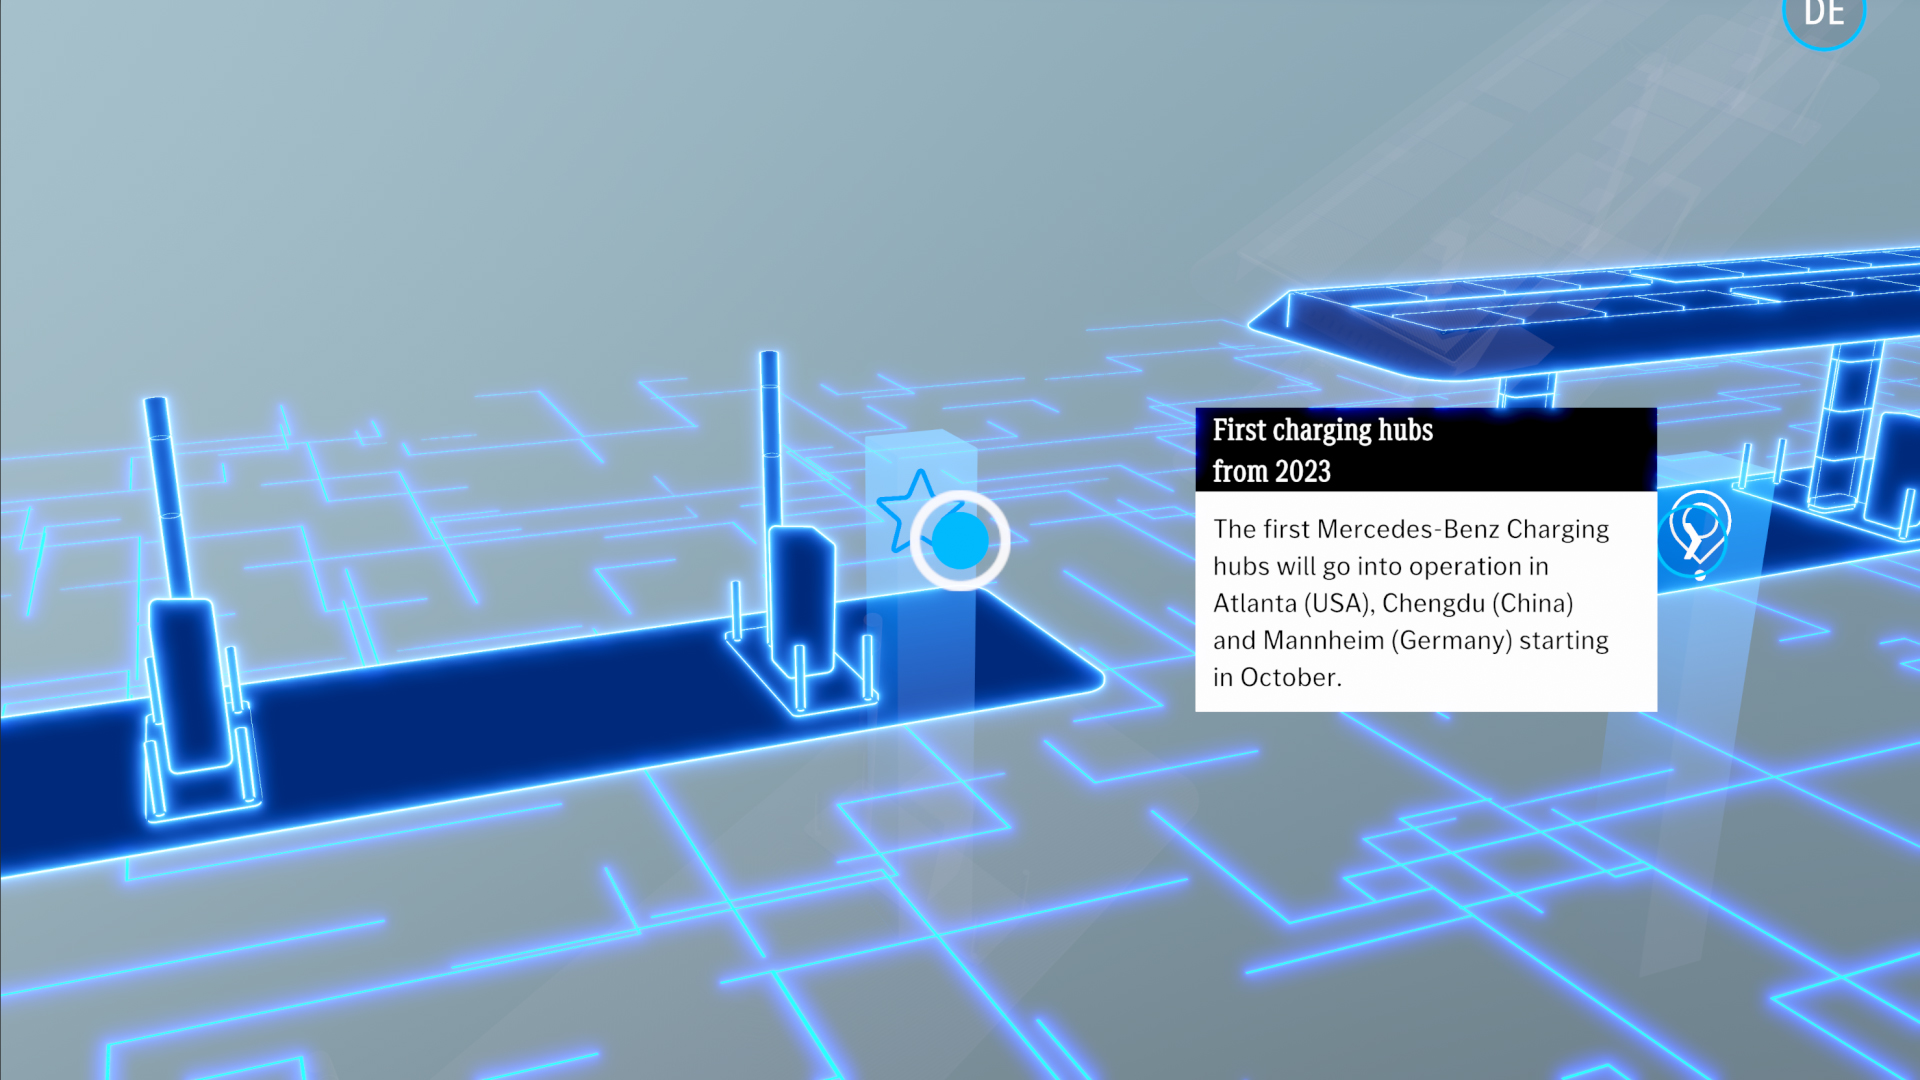 DE
First charging hubs
from 2023
The first Mercedes-Benz Charging
hubs will go into operation in
Atlanta (USA), Chengdu (China)
and Mannheim (Germany) starting
in October.